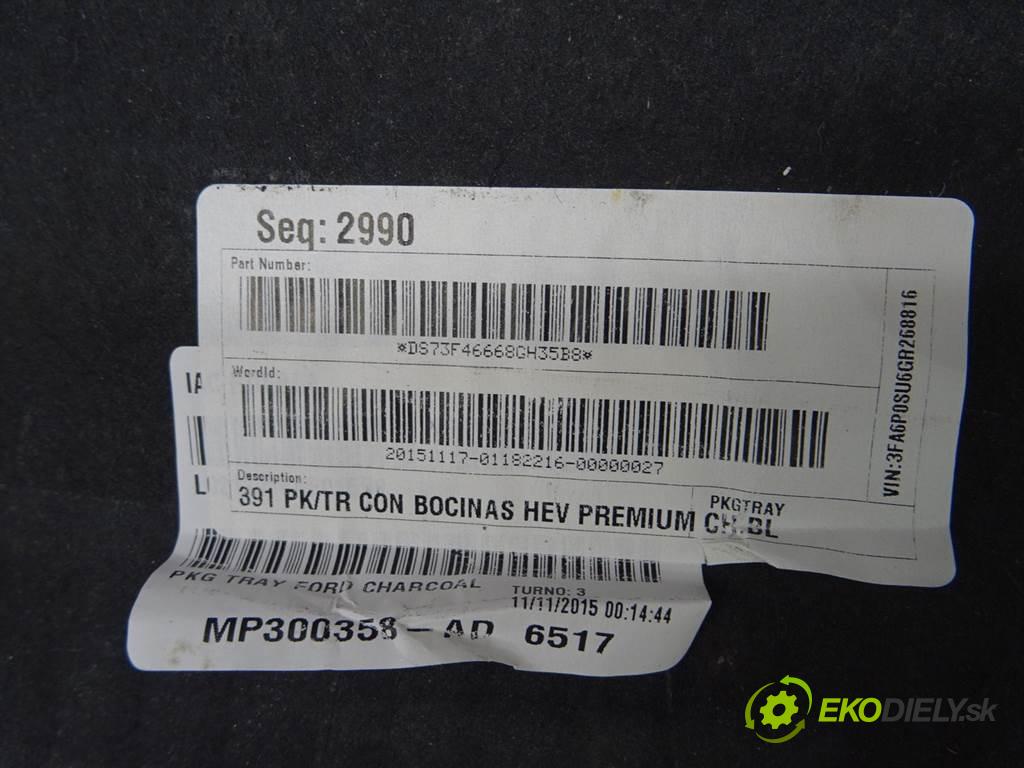 Seq: 2990
Part Number:
*DS73F46668GH35B8*
WerdId:
20151117-01182216-00000027
Description:
391 PK/TR CON BOCINAS HEV PREMIUM CH.BL
PKGTRAY
VIN:3FA6P0SU6GR268816
PKG TRAY FORD CHARCOAL
TURNO: 3
11/11/2015 00:14:44
MP300358-AD 6517
EKODIELY.sk